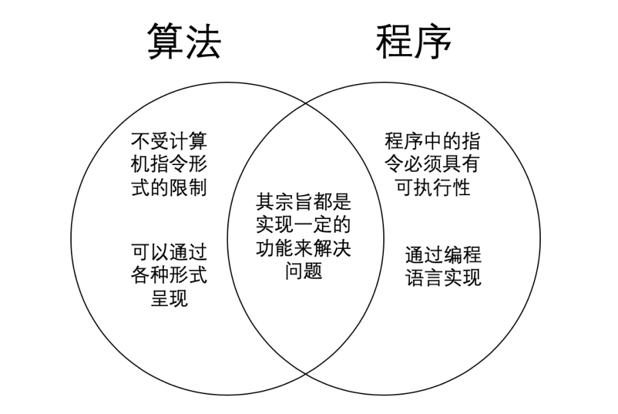 算法
程序
不受计算
机指令形
式的限制
可以通过
各种形式
呈现
其宗旨都是
实现一定的
功能来解决
问题
程序中的指
令必须具有
可执行性
通过编程
语言实现